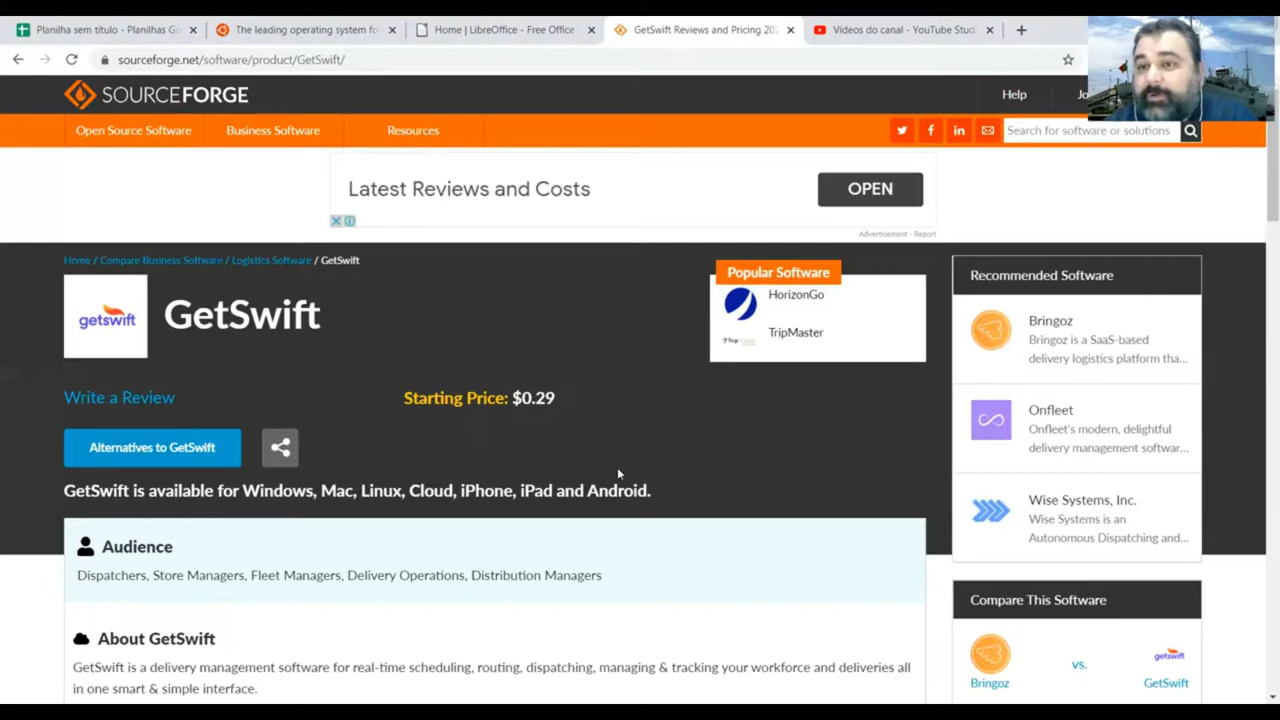 Planilha sem título - Planilhas Go
The leading operating system fo
Home | LibreOffice - Free Office S
GetSwift Reviews and Pricing 202
Vídeos do canal - YouTube Studi
sourceforge.net/software/product/GetSwift/
SOURCEFORGE
Help
Jo
Open Source Software
Business Software
Resources
Search for software or solutions
Latest Reviews and Costs
OPEN
Advertisement - Report
Home / Compare Business Software / Logistics Software / GetSwift
getswift
GetSwift
Popular Software
HorizonGo
TripMaster
Write a Review
Starting Price: $0.29
Alternatives to GetSwift
GetSwift is available for Windows, Mac, Linux, Cloud, iPhone, iPad and Android.
Audience
Dispatchers, Store Managers, Fleet Managers, Delivery Operations, Distribution Managers
About GetSwift
GetSwift is a delivery management software for real-time scheduling, routing, dispatching, managing & tracking your workforce and deliveries all
in one smart & simple interface.
Recommended Software
Bringoz
Bringoz is a SaaS-based
delivery logistics platform tha...
Onfleet
Onfleet's modern, delightful
delivery management softwar...
Wise Systems, Inc.
Wise Systems is an
Autonomous Dispatching and...
Compare This Software
vs.
getswift
Bringoz
GetSwift